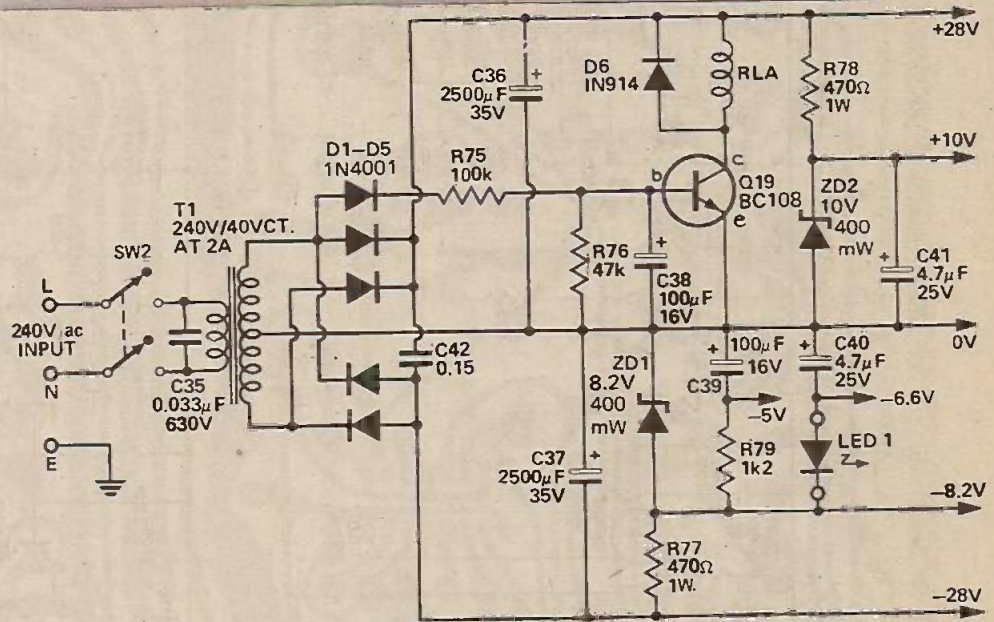 +28V
C36
2500µF
35V
+
D6
IN914
RLA
R78
470Ω
1W
+10V
D1–D5
1N4001
R75
100k
b
c
e
Q19
BC108
ZD2
10V
400
mW
T1
240V/40VCT.
AT 2A
SW2
R76
47k
+
C38
100µF
16V
+
C41
4.7µF
25V
L
240V ac
INPUT
N
E
C35
0.033µF
630V
C42
0.15
0V
ZD1
8.2V
400
mW
+
100µF
16V
C39
–5V
+
C40
4.7µF
25V
–6.6V
C37
2500µF
35V
+
R79
1k2
LED 1
–8.2V
R77
470Ω
1W.
–28V